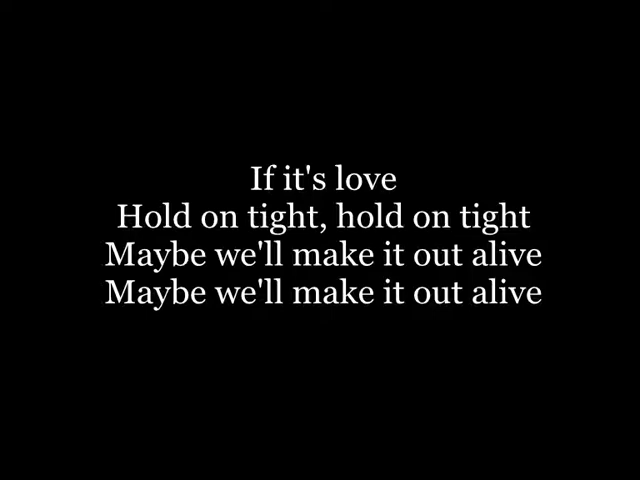 If it's love
Hold on tight, hold on tight
Maybe we'll make it out alive
Maybe we'll make it out alive